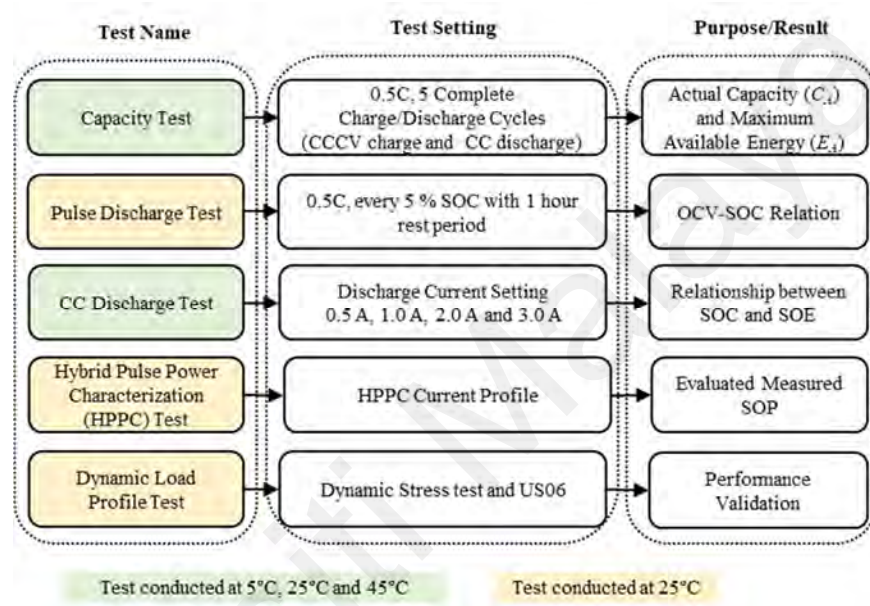 Test Name
Test Setting
Purpose/Result
Capacity Test
0.5C, 5 Complete
Charge/Discharge Cycles
(CCCV charge and CC discharge)
Actual Capacity (C_A)
and Maximum
Available Energy (E_A)
Pulse Discharge Test
0.5C, every 5 % SOC with 1 hour
rest period
OCV-SOC Relation
CC Discharge Test
Discharge Current Setting
0.5 A, 1.0 A, 2.0 A and 3.0 A
Relationship between
SOC and SOE
Hybrid Pulse Power
Characterization
(HPPC) Test
HPPC Current Profile
Evaluated Measured
SOP
Dynamic Load
Profile Test
Dynamic Stress test and US06
Performance
Validation
Test conducted at 5°C, 25°C and 45°C
Test conducted at 25°C